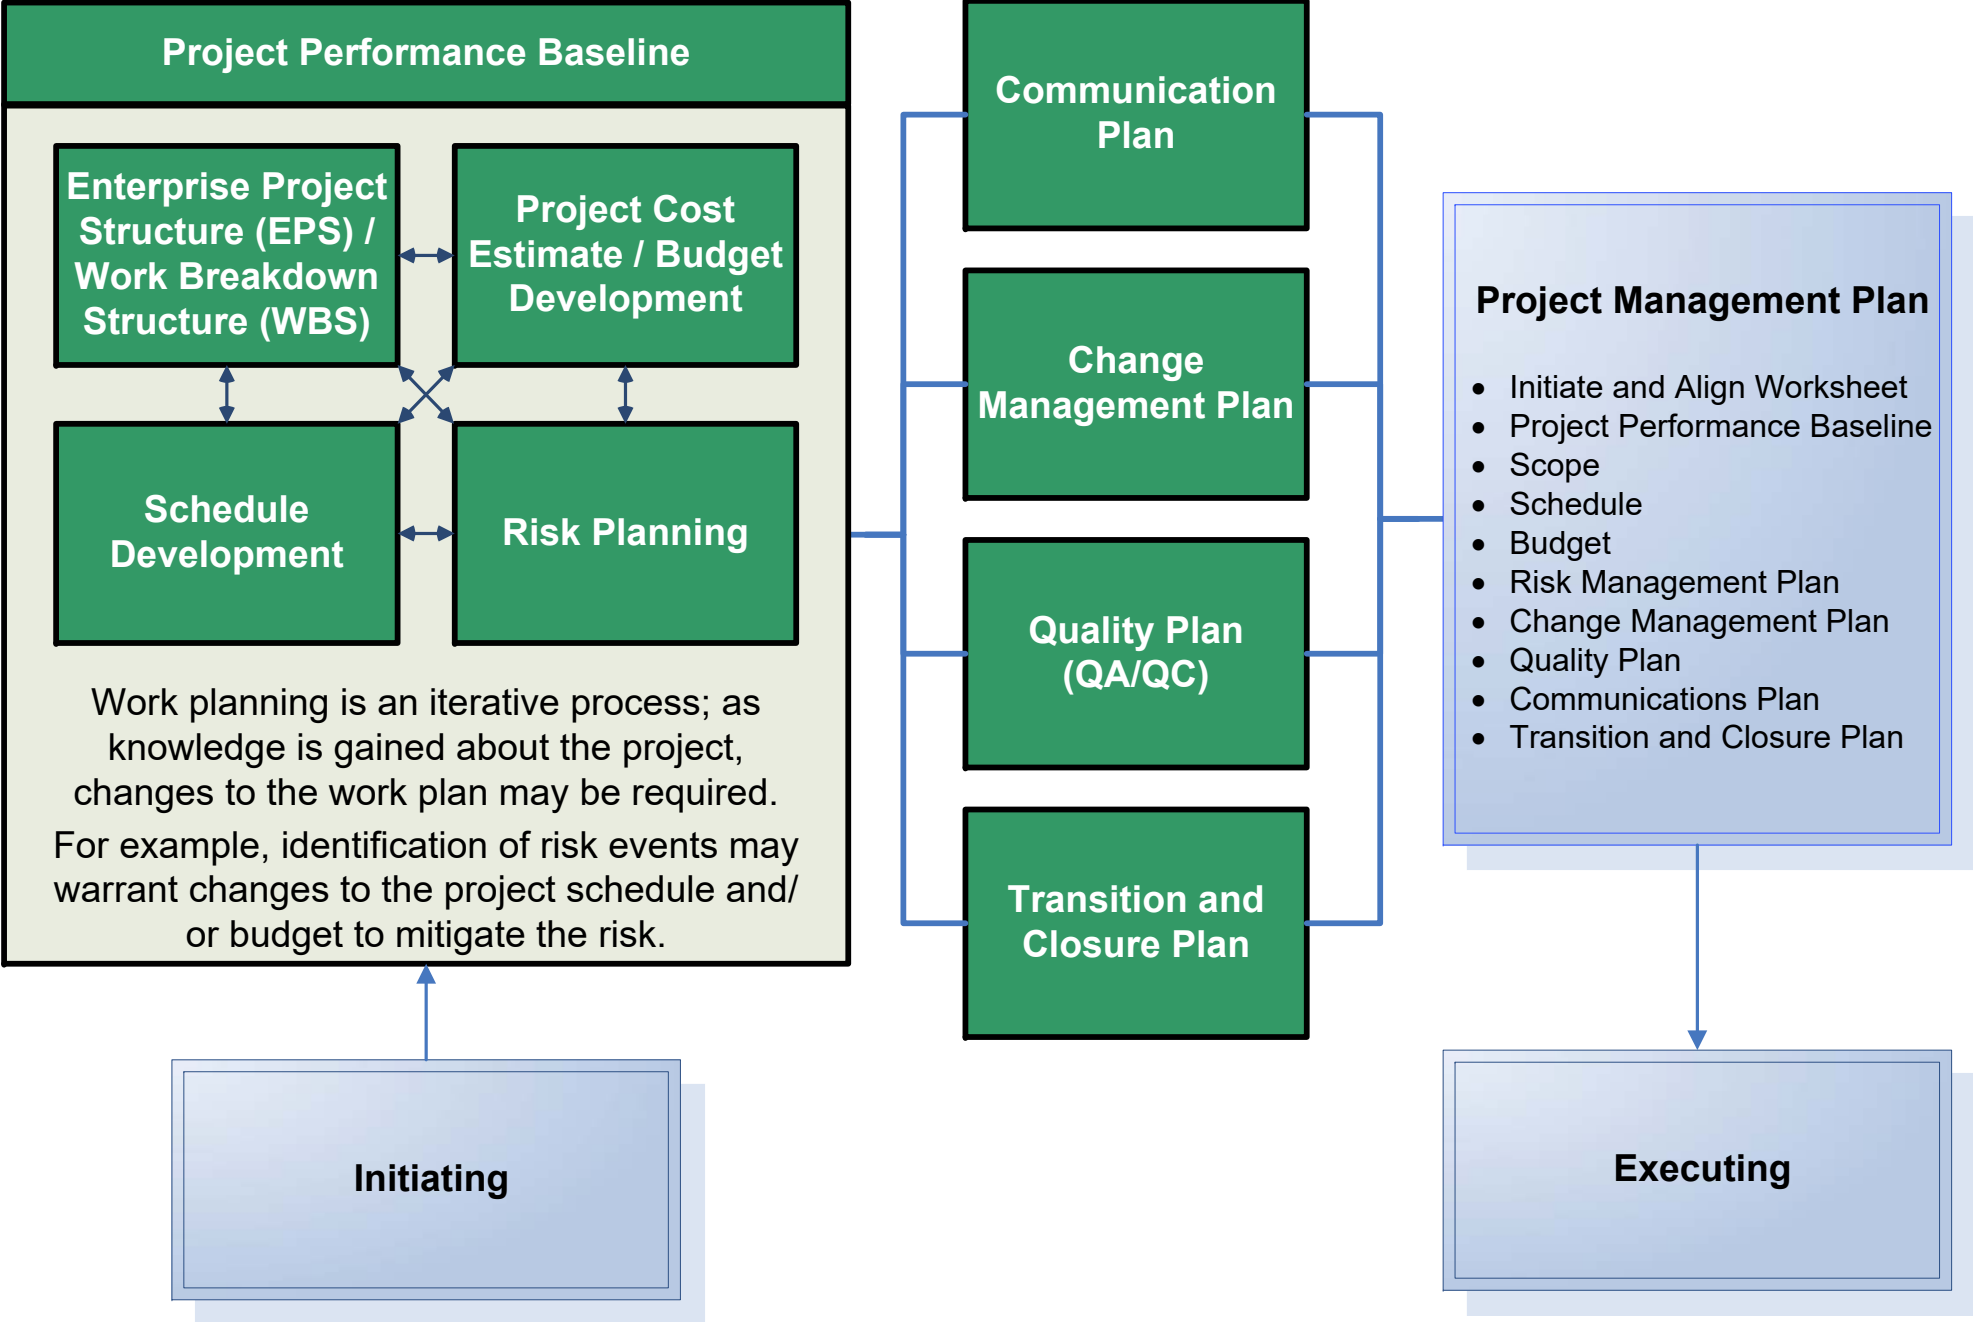 Project Performance Baseline
Enterprise Project
Structure (EPS) /
Work Breakdown
Structure (WBS)
Project Cost
Estimate / Budget
Development
Schedule
Development
Risk Planning
Work planning is an iterative process; as
knowledge is gained about the project,
changes to the work plan may be required.
For example, identification of risk events may
warrant changes to the project schedule and/
or budget to mitigate the risk.
Initiating
Communication
Plan
Change
Management Plan
Quality Plan
(QA/QC)
Transition and
Closure Plan
Project Management Plan
• Initiate and Align Worksheet
• Project Performance Baseline
• Scope
• Schedule
• Budget
• Risk Management Plan
• Change Management Plan
• Quality Plan
• Communications Plan
• Transition and Closure Plan
Executing